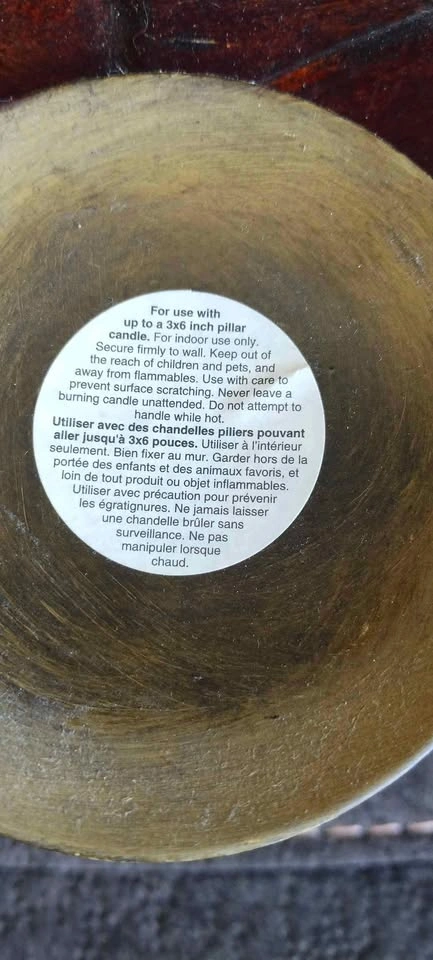 For use with
up to a 3x6 inch pillar
candle. For indoor use only.
Secure firmly to wall. Keep out of
the reach of children and pets, and
away from flammables. Use with care to
prevent surface scratching. Never leave a
burning candle unattended. Do not attempt to
handle while hot.
Utiliser avec des chandelles piliers pouvant
aller jusqu'à 3x6 pouces. Utiliser à l'intérieur
seulement. Bien fixer au mur. Garder hors de la
portée des enfants et des animaux favoris, et
loin de tout produit ou objet inflammables.
Utiliser avec précaution pour prévenir
les égratignures. Ne jamais laisser
une chandelle brûler sans
surveillance. Ne pas
manipuler lorsque
chaud.